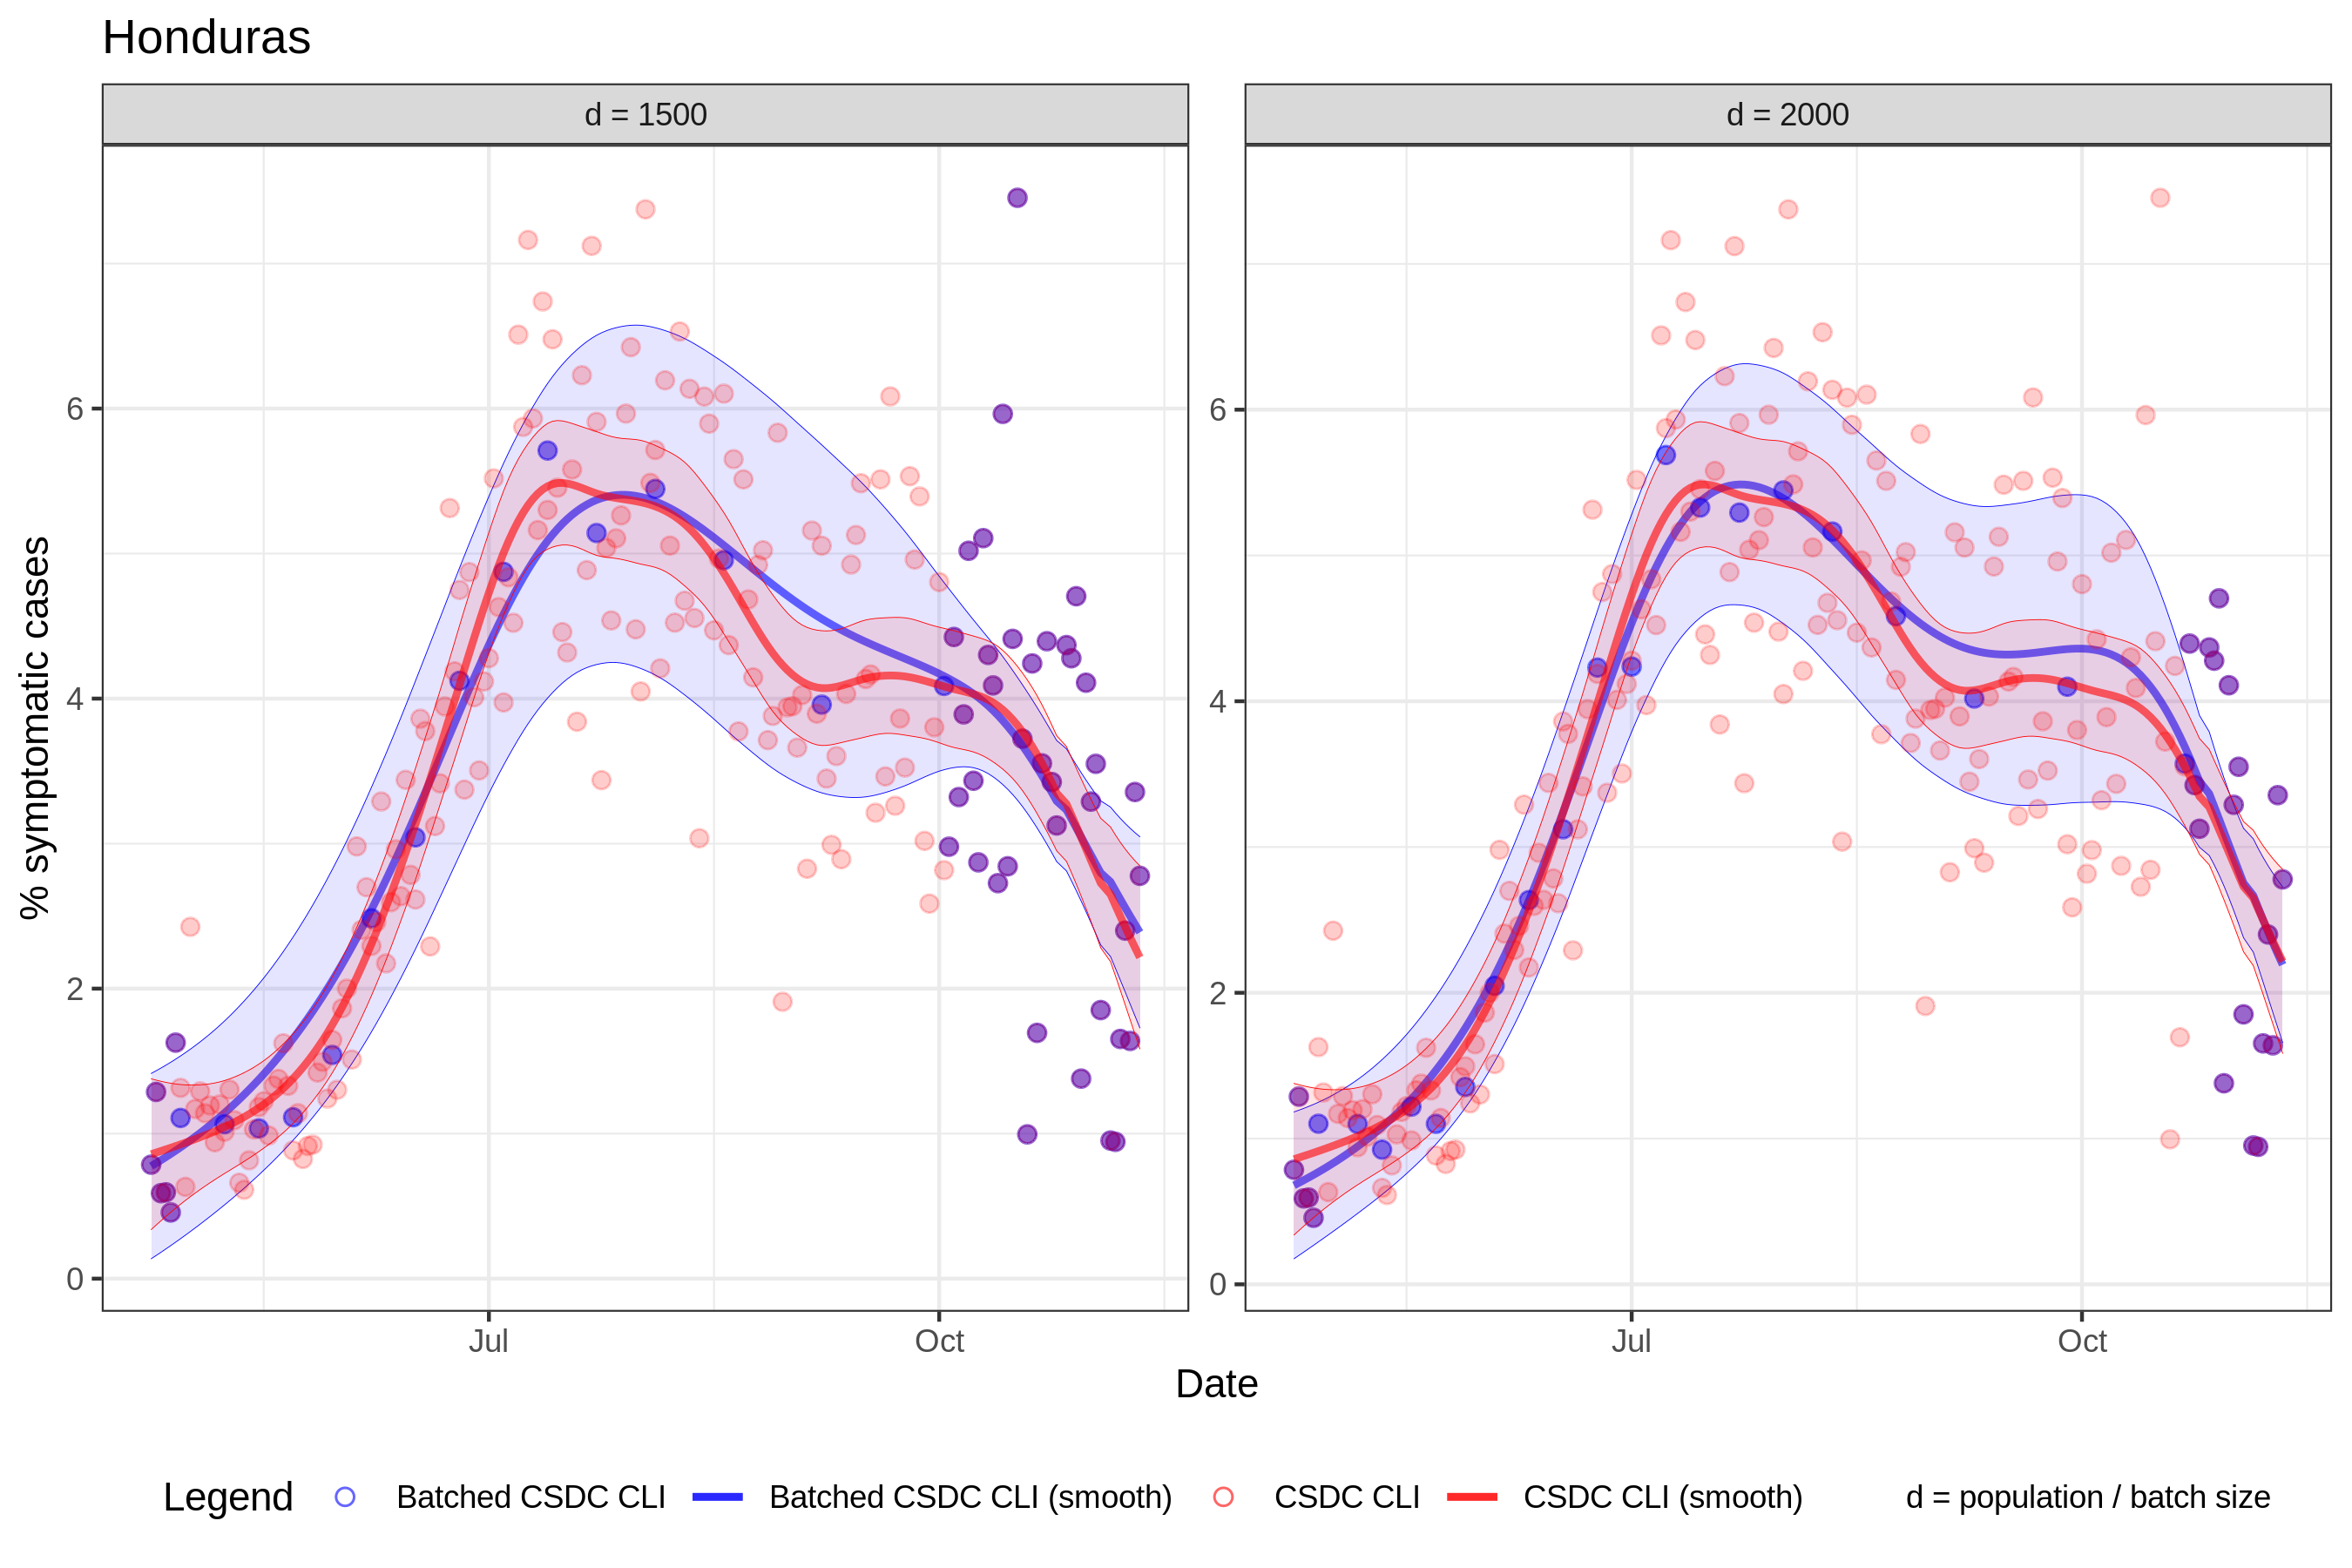 Honduras
d = 1500
d = 2000
% symptomatic cases
6
4
2
0
6
4
2
0
Jul
Oct
Jul
Oct
Date
Legend
Batched CSDC CLI
Batched CSDC CLI (smooth)
CSDC CLI
CSDC CLI (smooth)
d = population / batch size